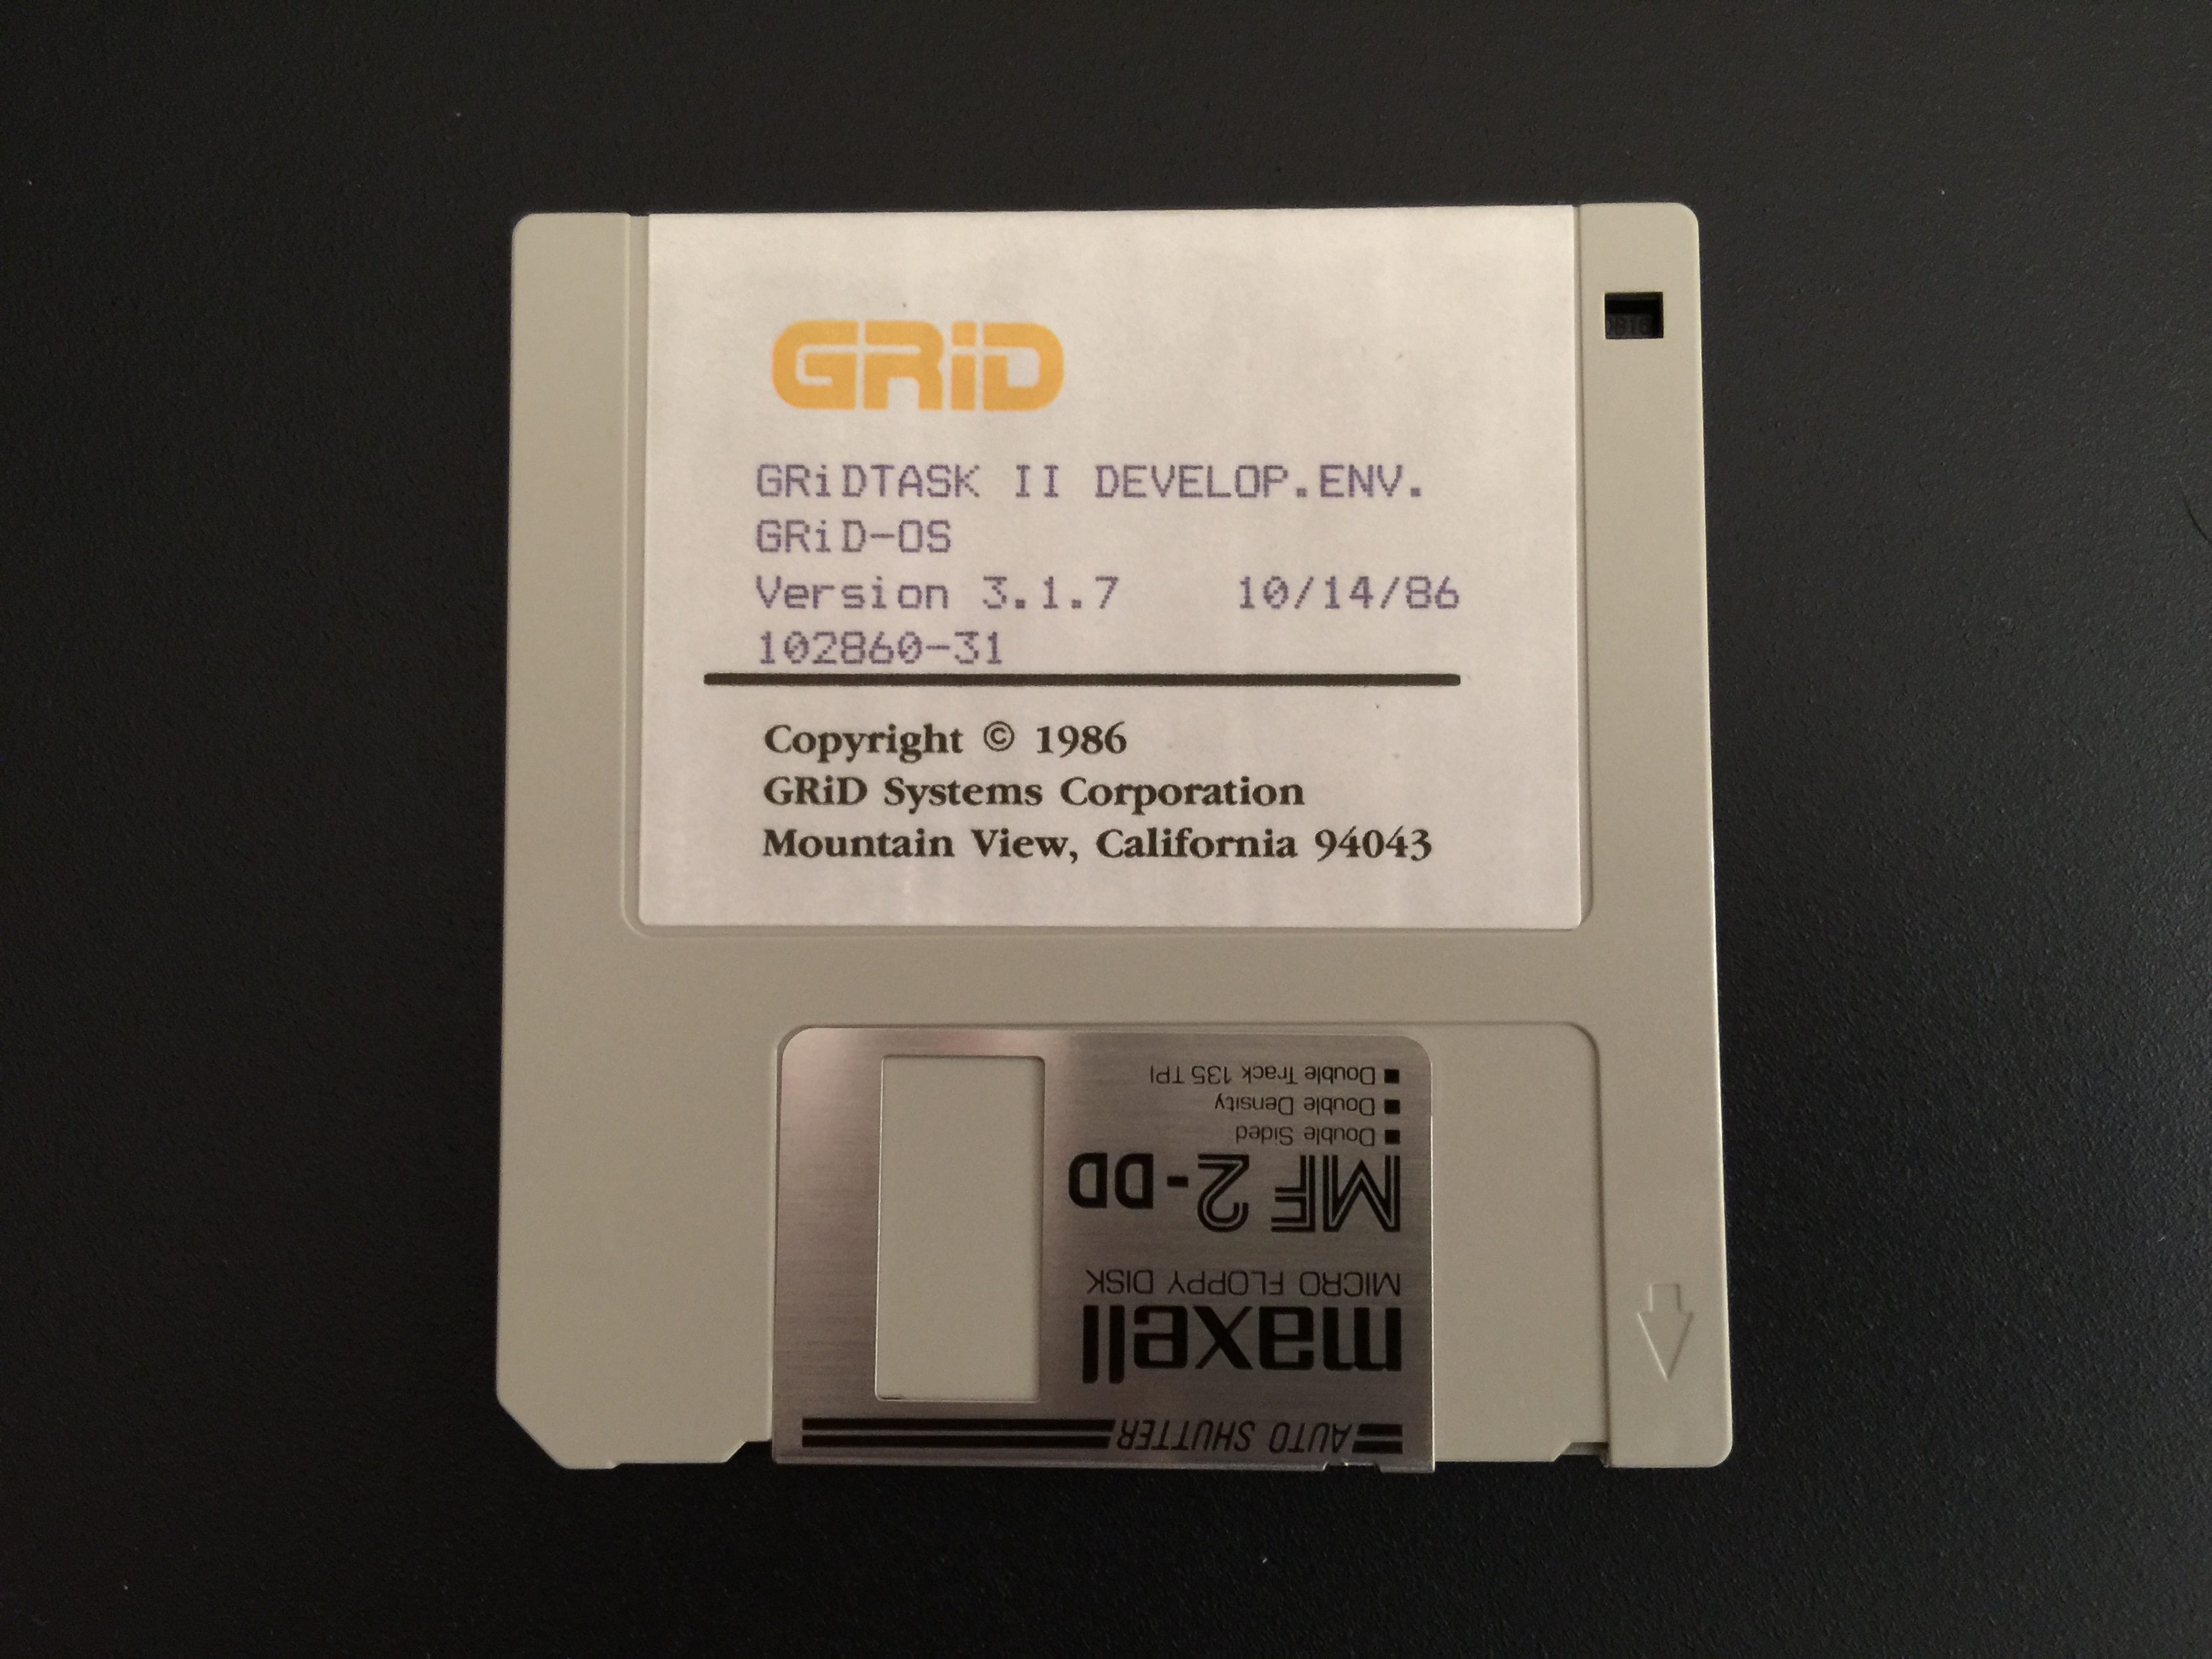 GRiD
GRiDTASK II DEVELOP.ENV.
GRiD-OS
Version 3.1.7 10/14/86
102860-31
Copyright © 1986
GRiD Systems Corporation
Mountain View, California 94043
AUTO SHUTTER
maxell
MICRO FLOPPY DISK
MF 2-DD
■ Double Sided
■ Double Density
■ Double Track 135 TPI